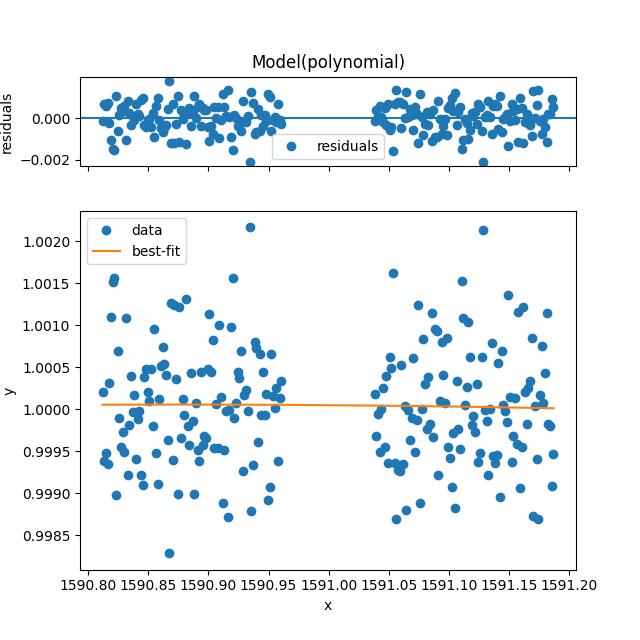 Model(polynomial)
residuals
0.000
−0.002
residuals
data
best-fit
y
1.0020
1.0015
1.0010
1.0005
1.0000
0.9995
0.9990
0.9985
1590.80 1590.85 1590.90 1590.95 1591.00 1591.05 1591.10 1591.15 1591.20
x